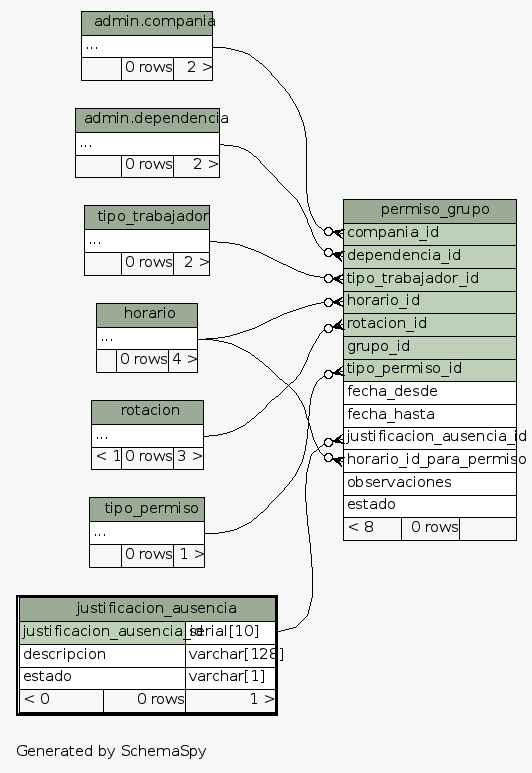 admin.compania
...
0 rows 2 >
admin.dependencia
...
0 rows 2 >
tipo_trabajador
...
0 rows 2 >
horario
...
0 rows 4 >
rotacion
...
< 1 0 rows 3 >
tipo_permiso
...
0 rows 1 >
justificacion_ausencia
justificacion_ausencia_id serial[10]
descripcion varchar[128]
estado varchar[1]
< 0 0 rows 1 >
permiso_grupo
compania_id
dependencia_id
tipo_trabajador_id
horario_id
rotacion_id
grupo_id
tipo_permiso_id
fecha_desde
fecha_hasta
justificacion_ausencia_id
horario_id_para_permiso
observaciones
estado
< 8 0 rows
Generated by SchemaSpy